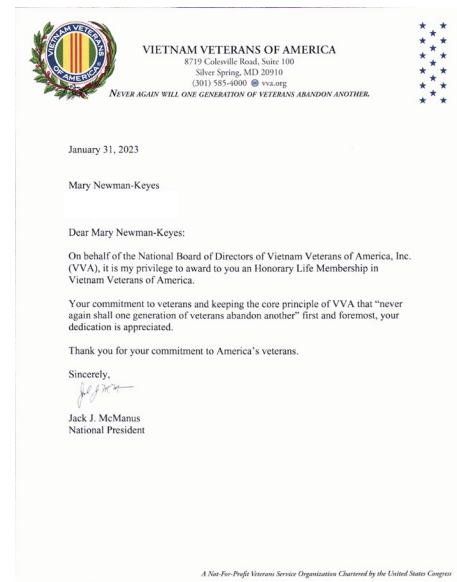 VIETNAM VETERANS
OF AMERICA
VIETNAM VETERANS OF AMERICA
8719 Colesville Road, Suite 100
Silver Spring, MD 20910
(301) 585-4000 vva.org
NEVER AGAIN WILL ONE GENERATION OF VETERANS ABANDON ANOTHER.
January 31, 2023
Mary Newman-Keyes
Dear Mary Newman-Keyes:
On behalf of the National Board of Directors of Vietnam Veterans of America, Inc.
(VVA), it is my privilege to award to you an Honorary Life Membership in
Vietnam Veterans of America.
Your commitment to veterans and keeping the core principle of VVA that “never
again shall one generation of veterans abandon another” first and foremost, your
dedication is appreciated.
Thank you for your commitment to America’s veterans.
Sincerely,
Jack J. McManus
National President
A Not-For-Profit Veterans Service Organization Chartered by the United States Congress